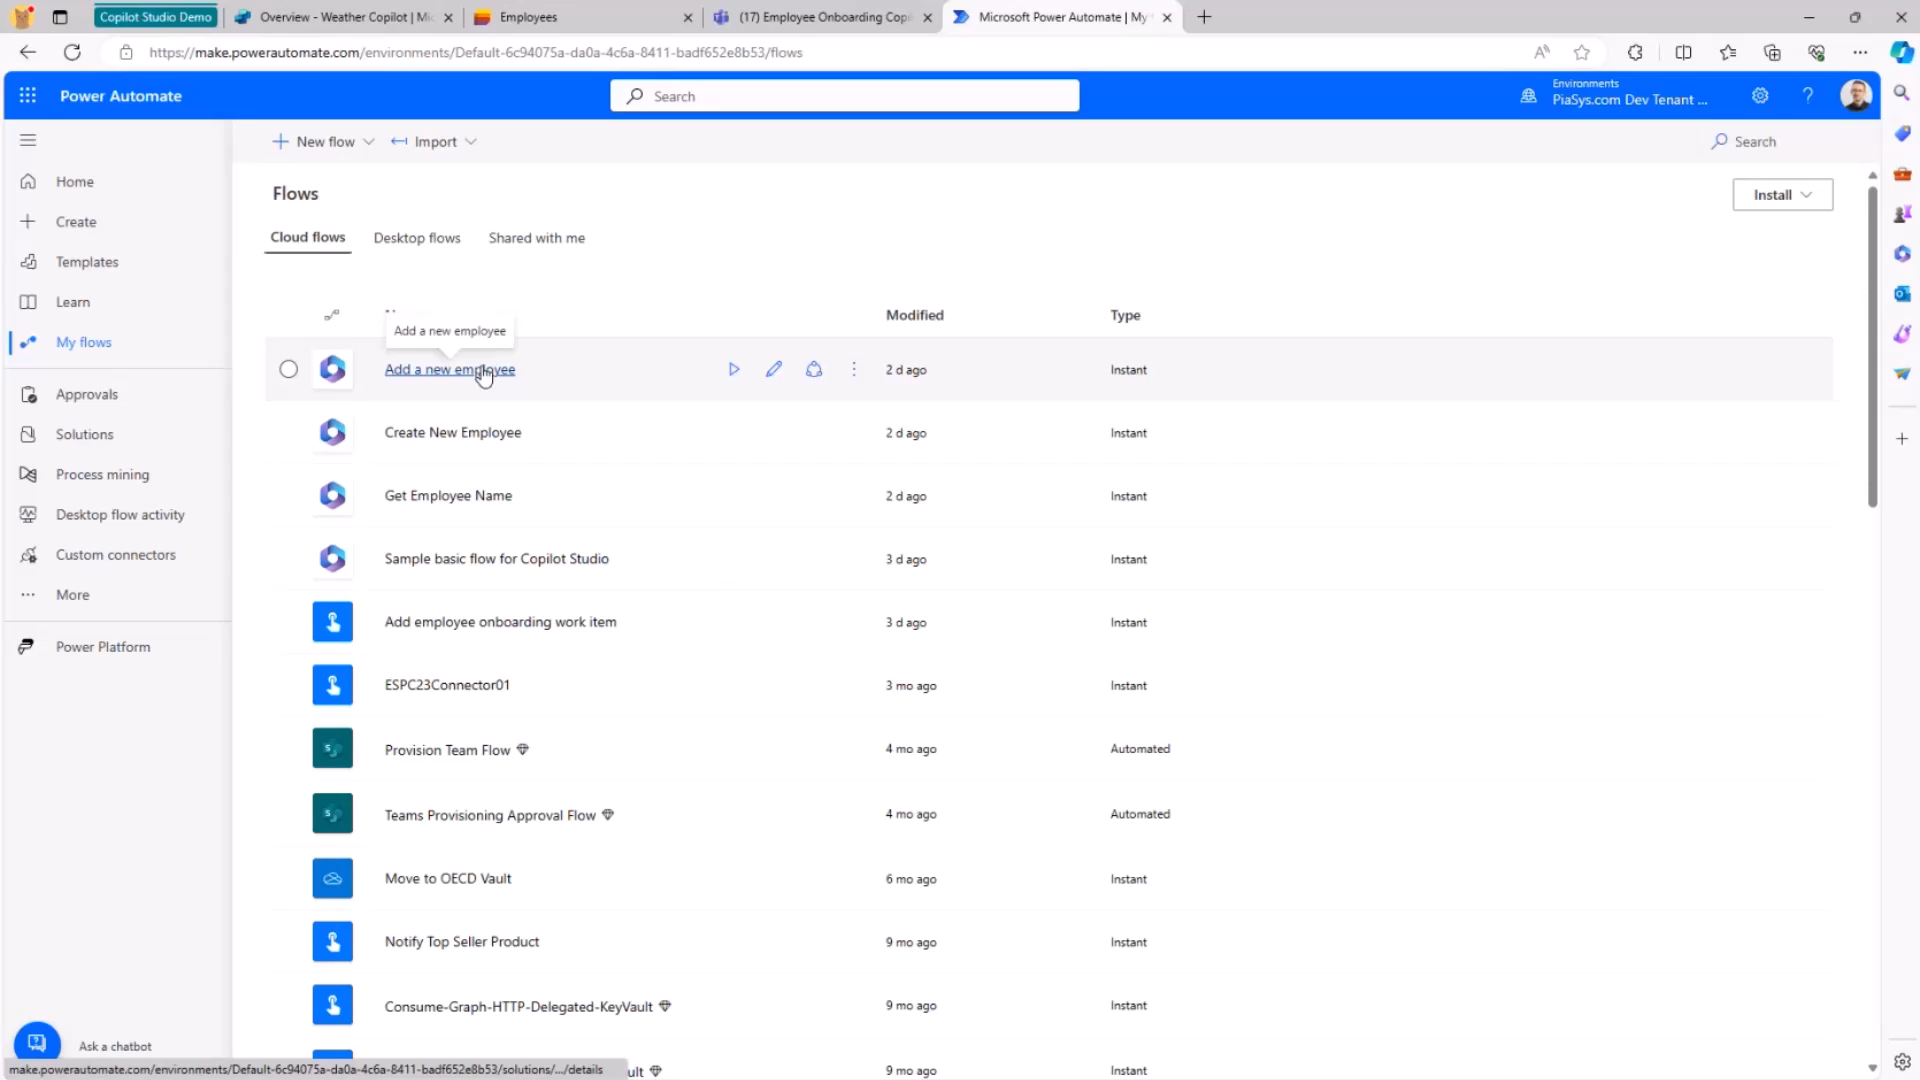 Copilot Studio Demo
Overview - Weather Copilot | Mi
Employees
(17) Employee Onboarding Copi
Microsoft Power Automate | My
https://make.powerautomate.com/environments/Default-6c94075a-da0a-4c6a-8411-badf652e8b53/flows
Power Automate
Search
Environments
PiaSys.com Dev Tenant ...
New flow
Import
Search
Home
Create
Templates
Learn
My flows
Approvals
Solutions
Process mining
Desktop flow activity
Custom connectors
More
Power Platform
Ask a chatbot
Flows
Install
Cloud flows
Desktop flows
Shared with me
Modified
Type
Add a new employee
Add a new employee
2 d ago
Instant
Create New Employee
2 d ago
Instant
Get Employee Name
2 d ago
Instant
Sample basic flow for Copilot Studio
3 d ago
Instant
Add employee onboarding work item
3 d ago
Instant
ESPC23Connector01
3 mo ago
Instant
Provision Team Flow
4 mo ago
Automated
Teams Provisioning Approval Flow
4 mo ago
Automated
Move to OECD Vault
6 mo ago
Instant
Notify Top Seller Product
9 mo ago
Instant
Consume-Graph-HTTP-Delegated-KeyVault
9 mo ago
Instant
ult
9 mo ago
Instant
make.powerautomate.com/environments/Default-6c94075a-da0a-4c6a-8411-badf652e8b53/solutions/.../details